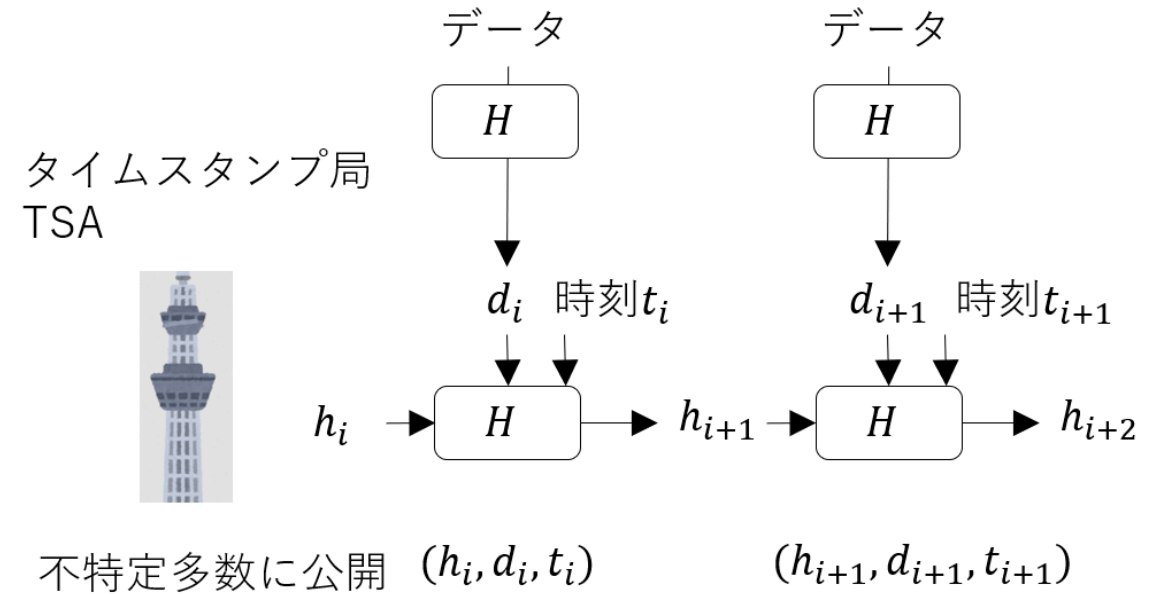 データ データ
H H
タイムスタンプ局
TSA
d_i 時刻t_i d_{i+1} 時刻t_{i+1}
h_i H h_{i+1} H h_{i+2}
不特定多数に公開 (h_i, d_i, t_i) (h_{i+1}, d_{i+1}, t_{i+1})